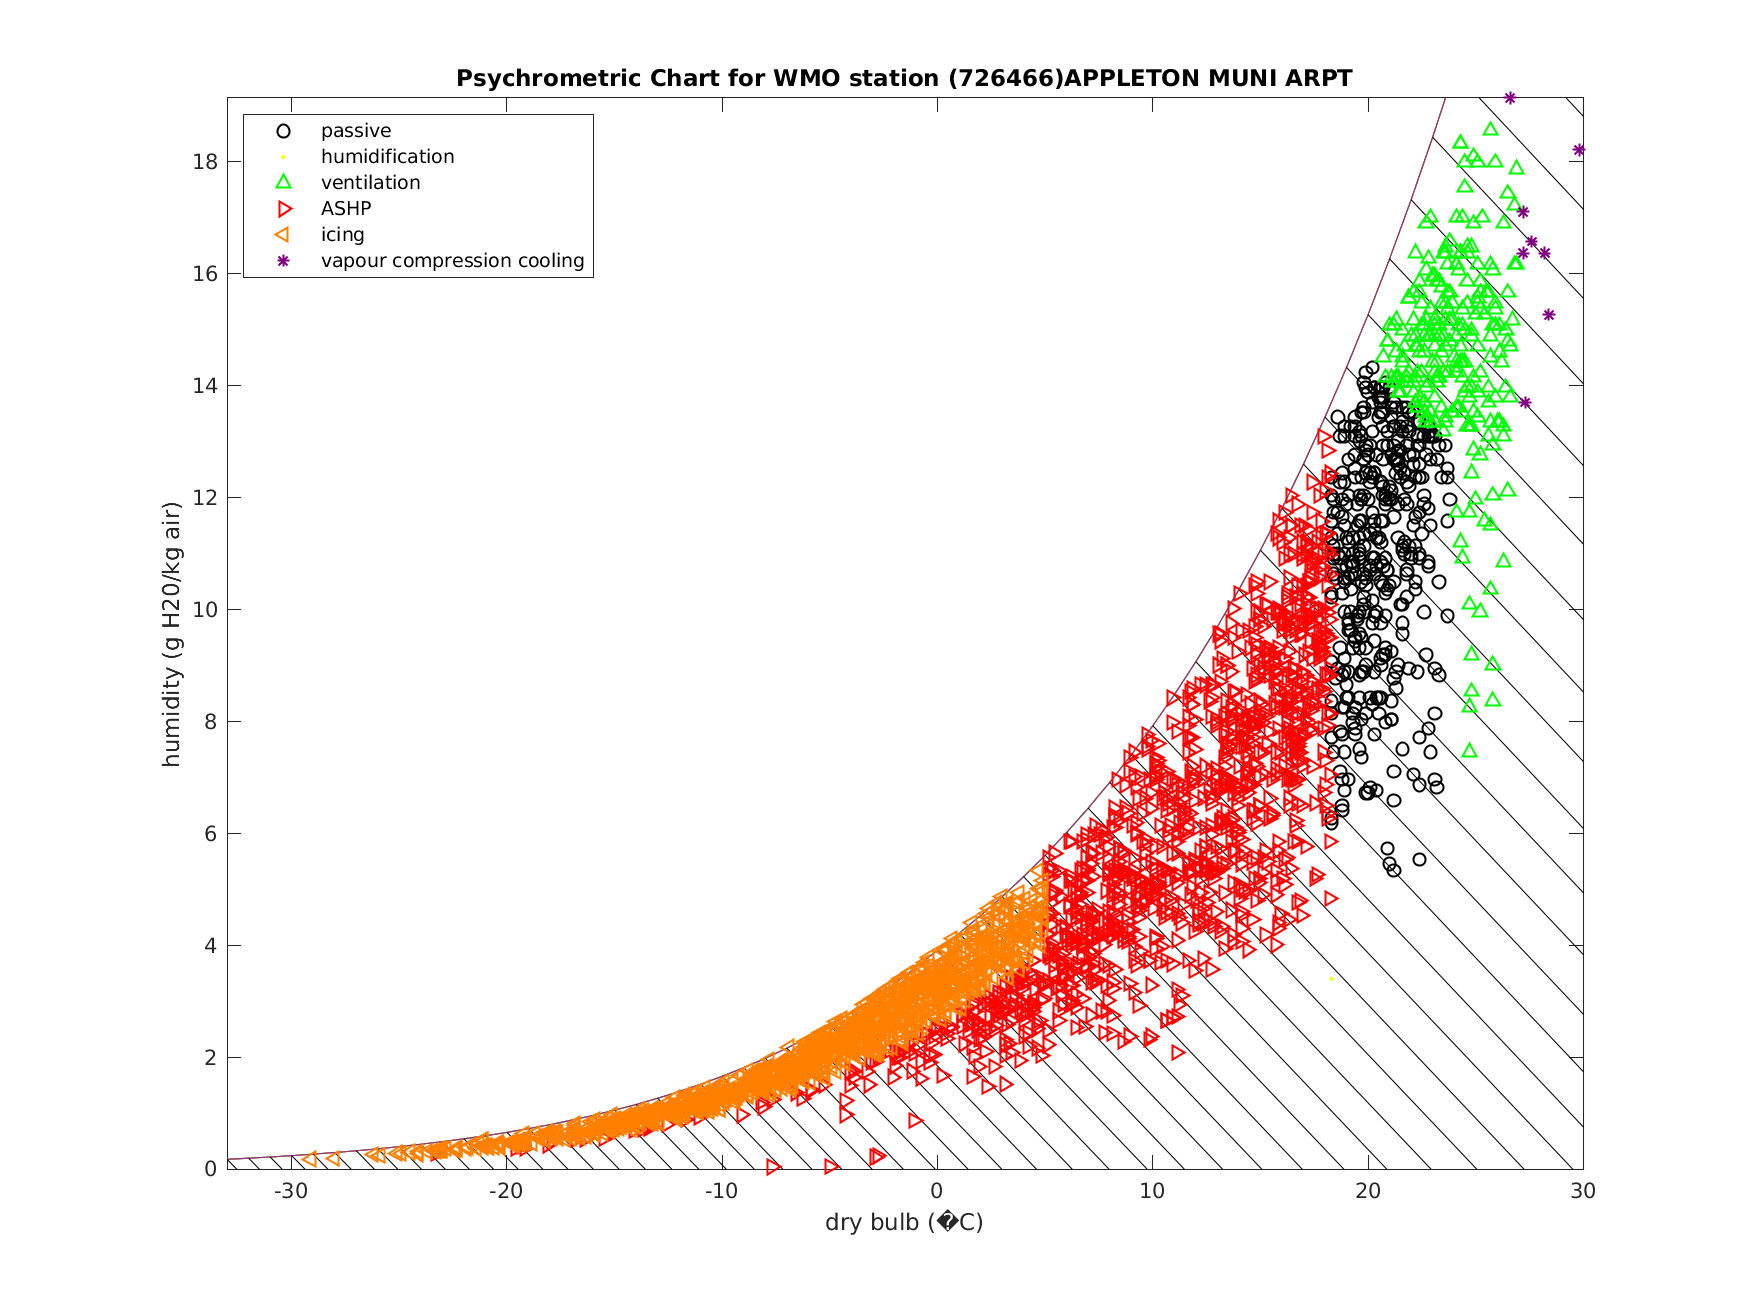 Psychrometric Chart for WMO station (726466)APPLETON MUNI ARPT
passive
humidification
ventilation
ASHP
icing
vapour compression cooling
humidity (g H20/kg air)
18
16
14
12
10
8
6
4
2
0
-30 -20 -10 0 10 20 30
dry bulb (�C)